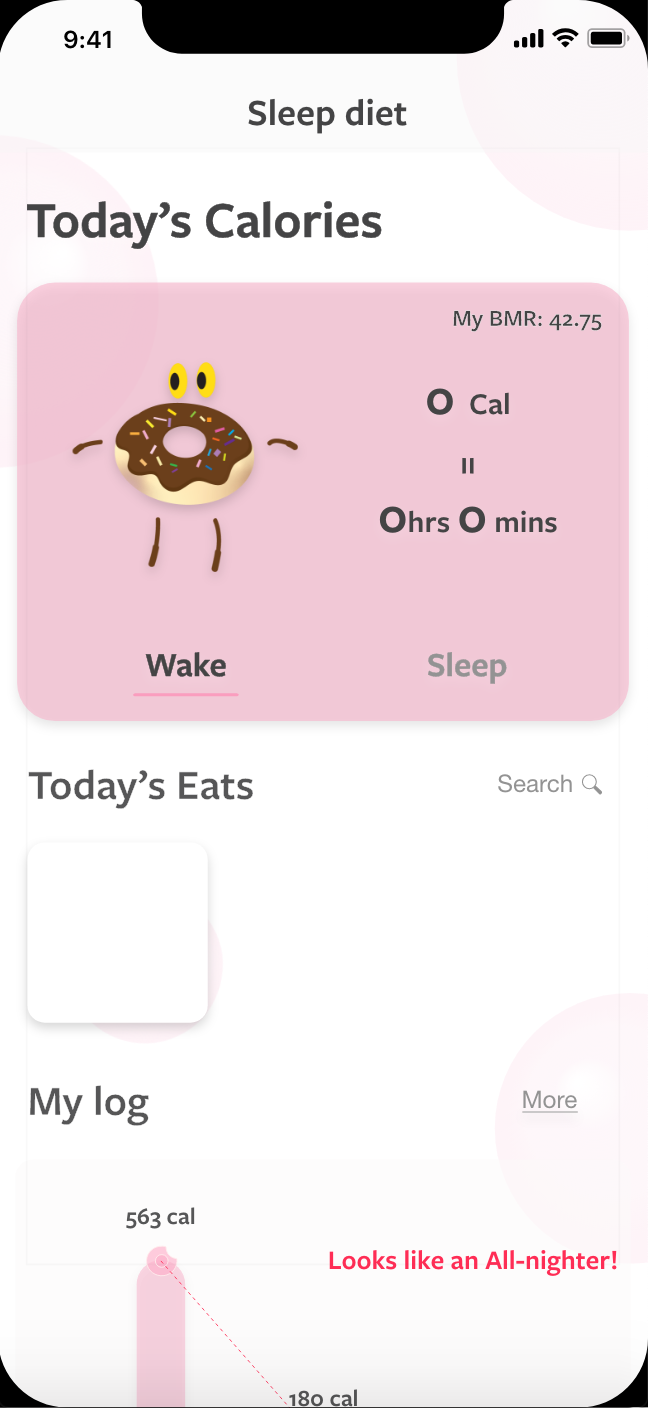 9:41
Sleep diet
Today’s Calories
My BMR: 42.75
0 Cal
=
0hrs 0 mins
Wake
Sleep
Today’s Eats
Search
My log
More
563 cal
Looks like an All-nighter!
180 cal